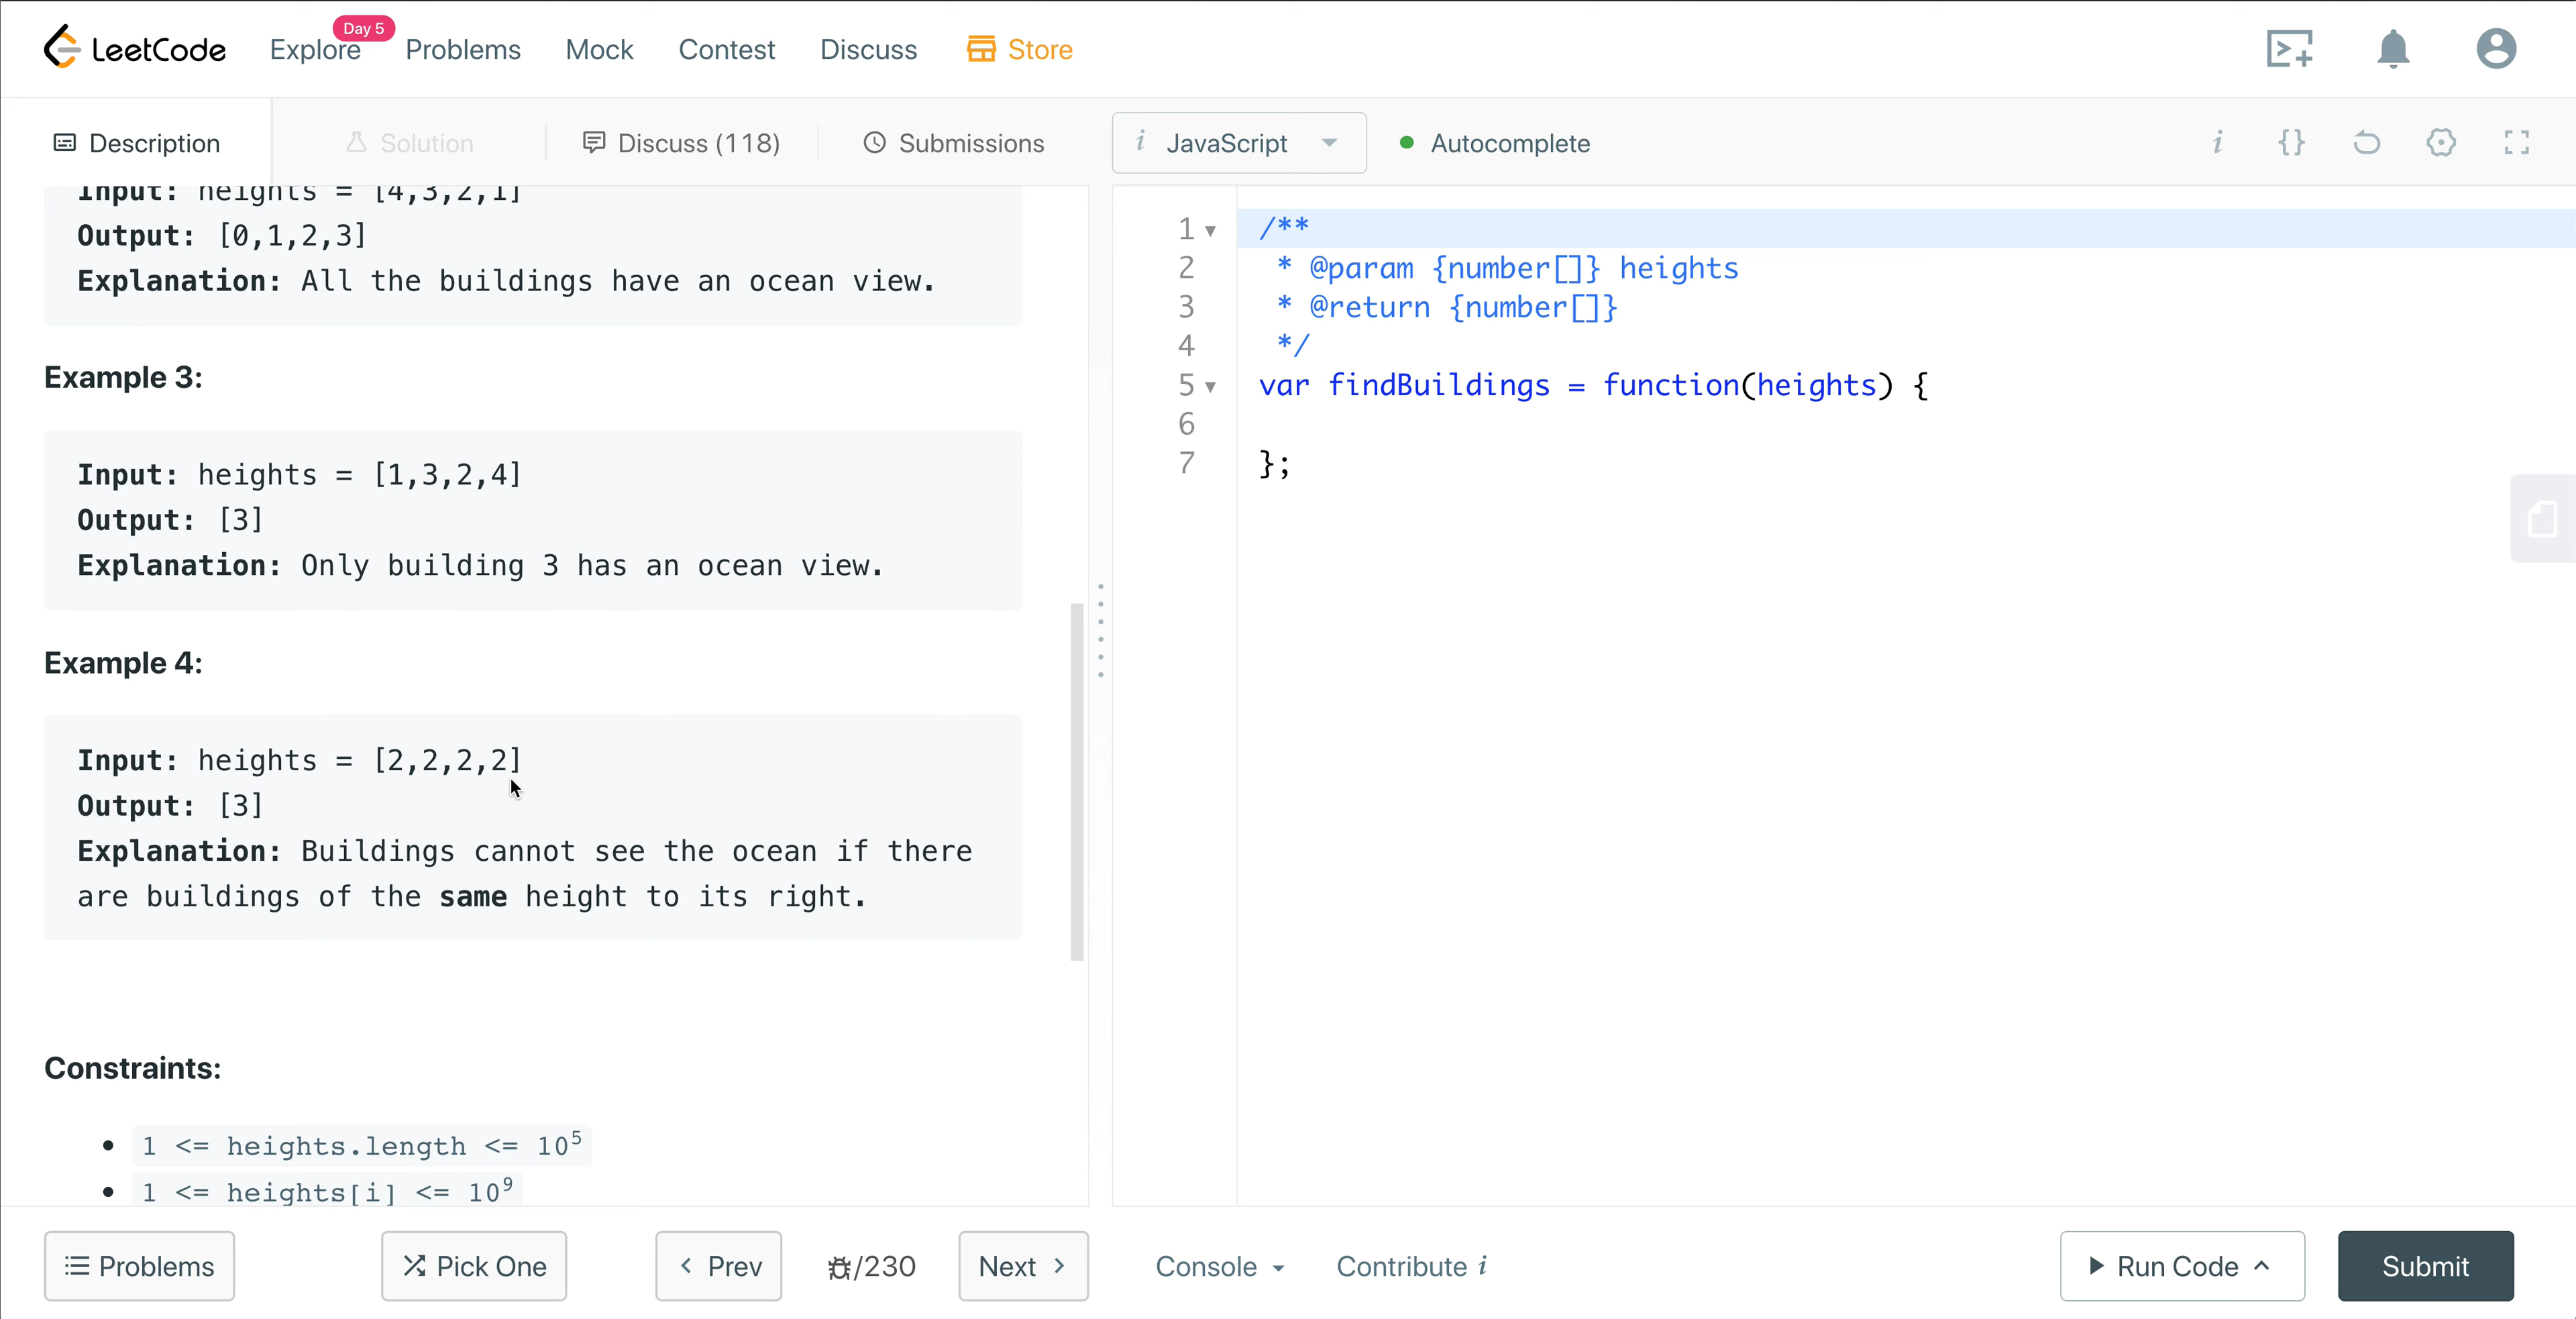 LeetCode
Explore
Day 5
Problems
Mock
Contest
Discuss
Store
Description
Solution
Discuss (118)
Submissions
i JavaScript
Autocomplete
i
{}
Input: heights = [4,3,2,1]
Output: [0,1,2,3]
Explanation: All the buildings have an ocean view.
Example 3:
Input: heights = [1,3,2,4]
Output: [3]
Explanation: Only building 3 has an ocean view.
Example 4:
Input: heights = [2,2,2,2]
Output: [3]
Explanation: Buildings cannot see the ocean if there
are buildings of the same height to its right.
Constraints:
1 <= heights.length <= 10⁵
1 <= heights[i] <= 10⁹
1 /**
2 * @param {number[]} heights
3 * @return {number[]}
4 */
5 var findBuildings = function(heights) {
6
7 };
Problems
Pick One
Prev
/230
Next
Console
Contribute i
Run Code
Submit